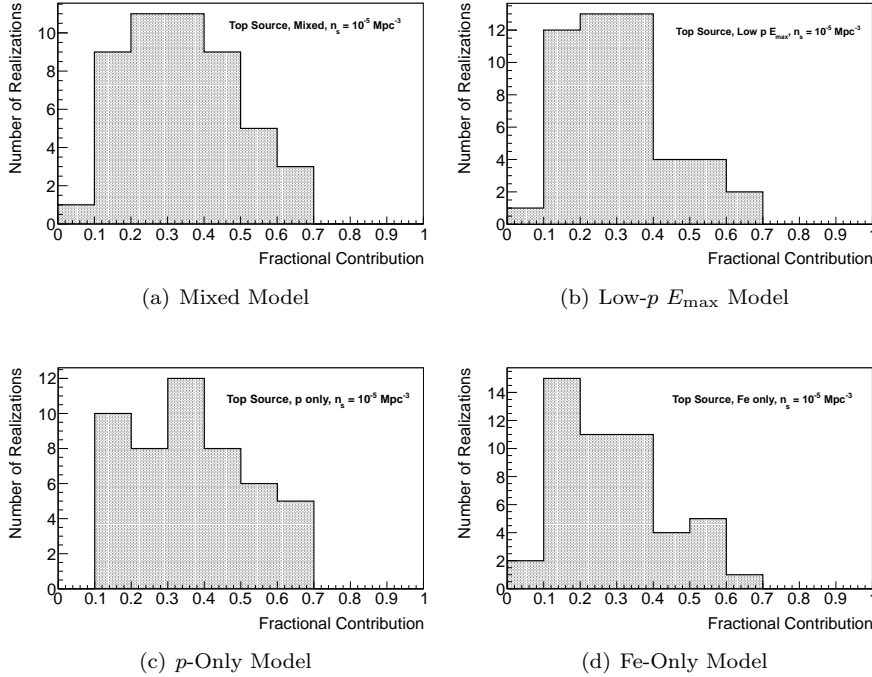 Number of Realizations
10
8
6
4
2
0
Top Source, Mixed, n_s = 10^-5 Mpc^-3
0 0.1 0.2 0.3 0.4 0.5 0.6 0.7 0.8 0.9 1
Fractional Contribution
(a) Mixed Model
Number of Realizations
12
10
8
6
4
2
0
Top Source, Low p E_max, n_s = 10^-5 Mpc^-3
0 0.1 0.2 0.3 0.4 0.5 0.6 0.7 0.8 0.9 1
Fractional Contribution
(b) Low-p E_max Model
Number of Realizations
12
10
8
6
4
2
0
Top Source, p only, n_s = 10^-5 Mpc^-3
0 0.1 0.2 0.3 0.4 0.5 0.6 0.7 0.8 0.9 1
Fractional Contribution
(c) p-Only Model
Number of Realizations
14
12
10
8
6
4
2
0
Top Source, Fe only, n_s = 10^-5 Mpc^-3
0 0.1 0.2 0.3 0.4 0.5 0.6 0.7 0.8 0.9 1
Fractional Contribution
(d) Fe-Only Model